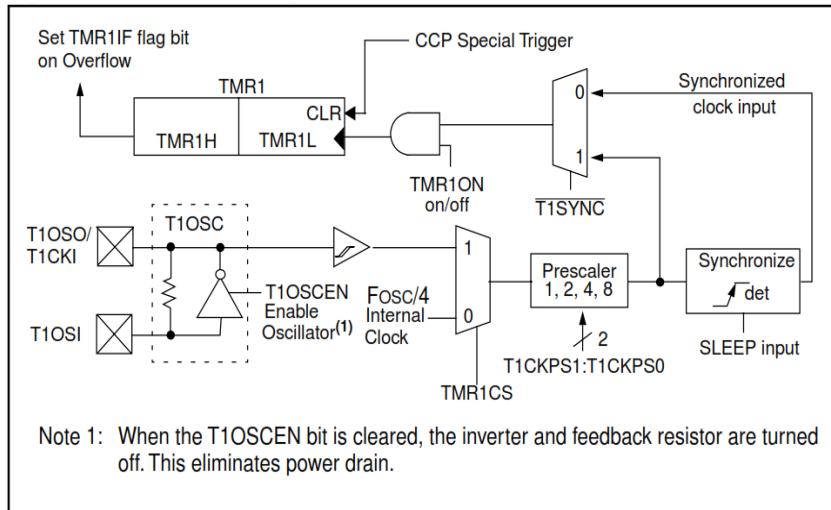 Set TMR1IF flag bit
on Overflow
CCP Special Trigger
TMR1
CLR
TMR1H
TMR1L
0
1
Synchronized
clock input
TMR1ON
on/off
T1SYNC
T1OSO/
T1CKI
T1OSC
T1OSI
T1OSCEN
Enable
Oscillator(1)
FOSC/4
Internal
Clock
1
0
Prescaler
1, 2, 4, 8
Synchronize
det
2
T1CKPS1:T1CKPS0
SLEEP input
TMR1CS
Note 1: When the T1OSCEN bit is cleared, the inverter and feedback resistor are turned
off. This eliminates power drain.